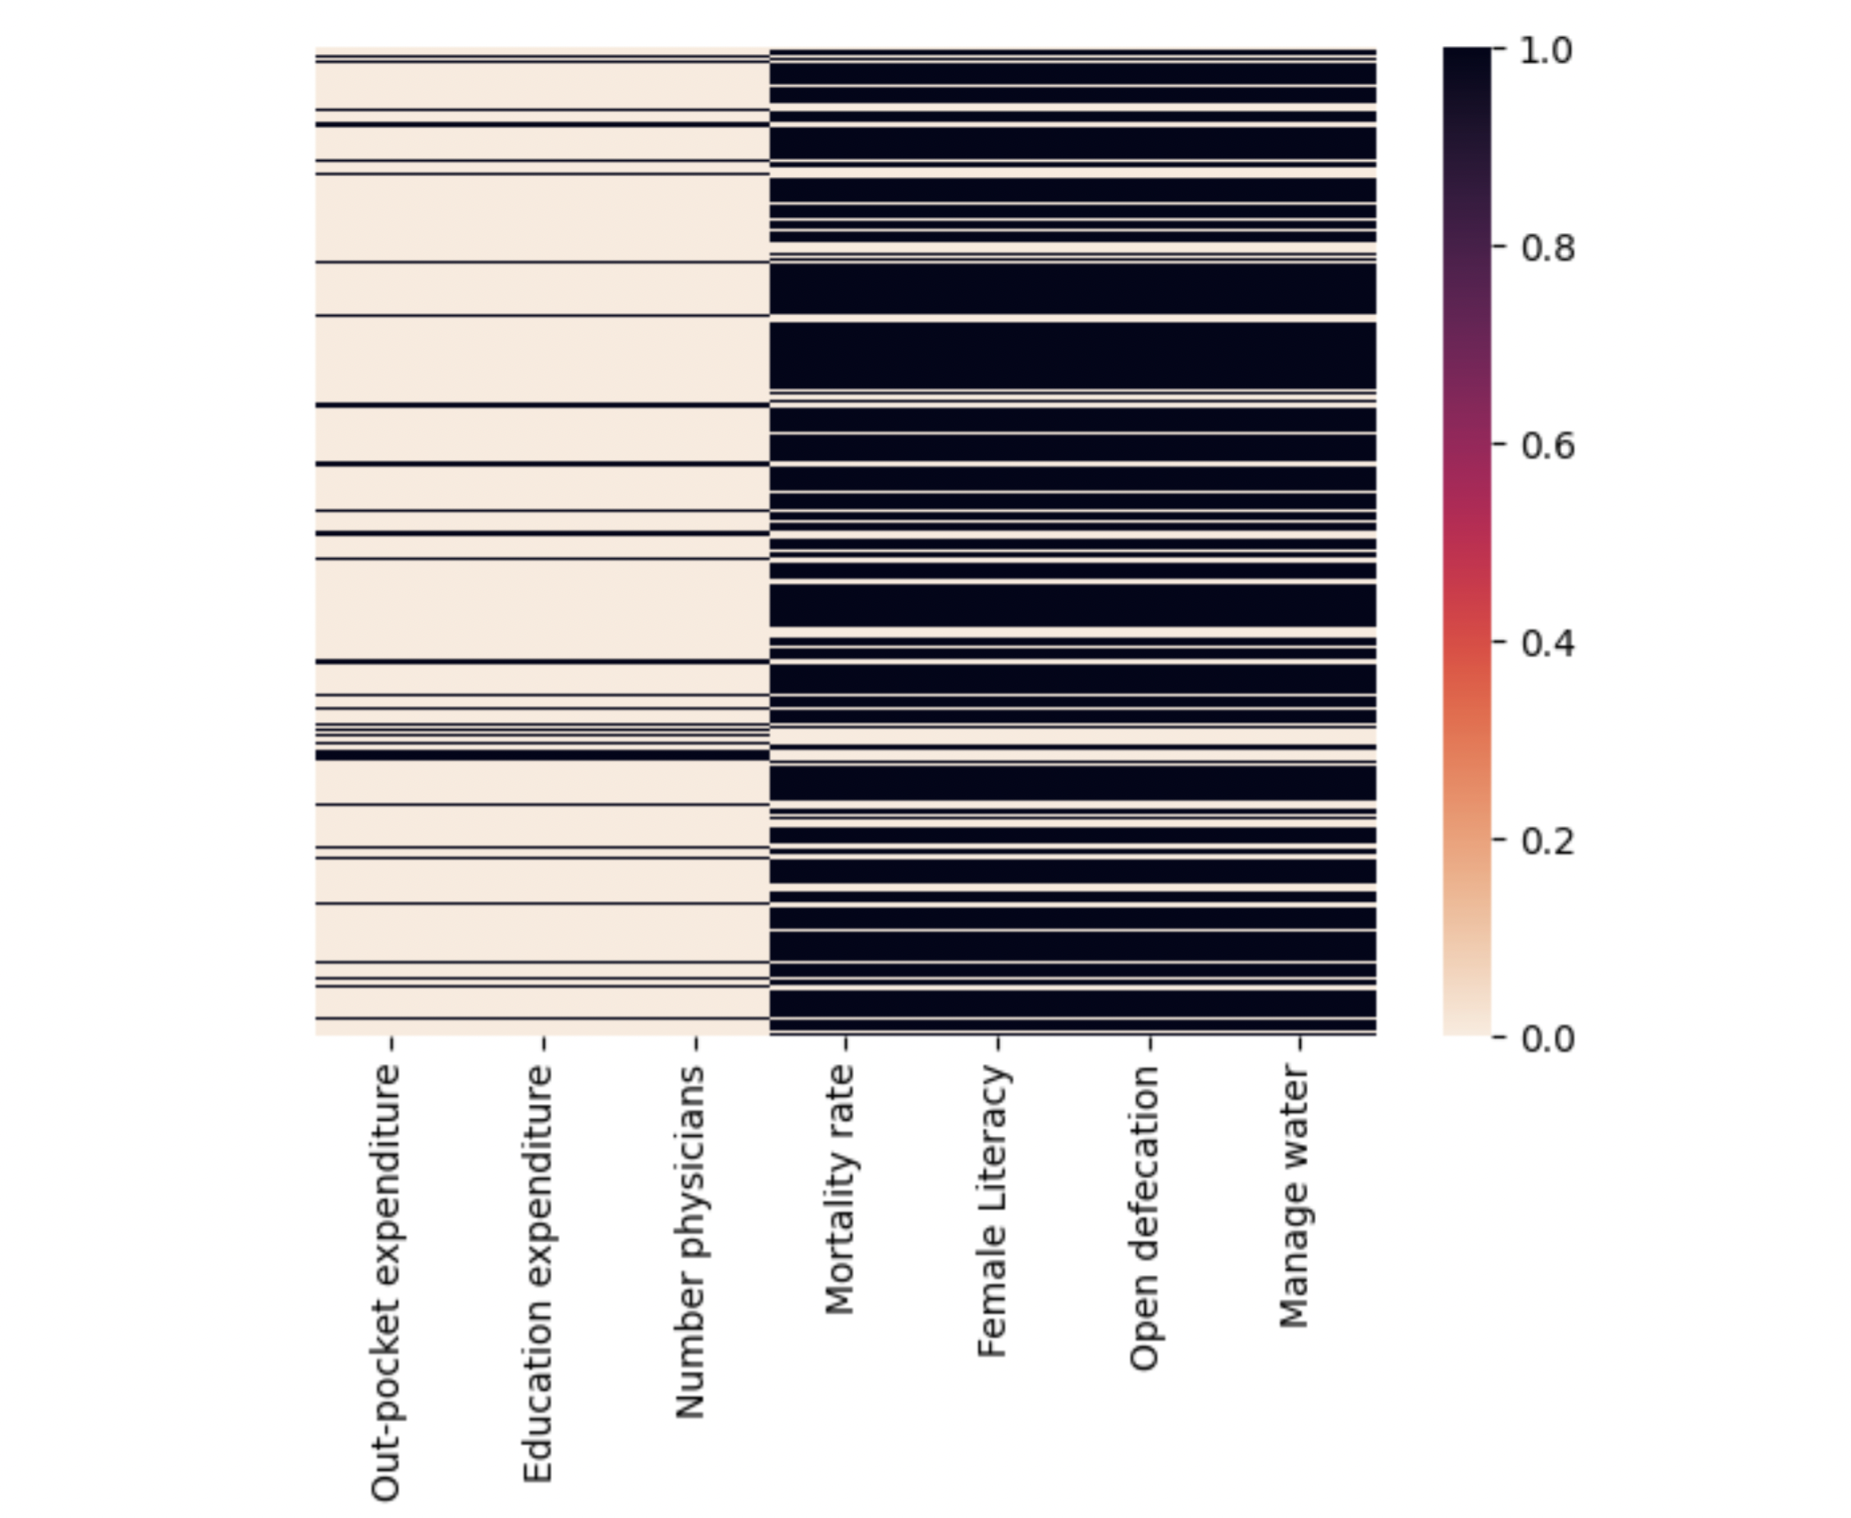 1.0
0.8
0.6
0.4
0.2
0.0
Out-pocket expenditure
Education expenditure
Number physicians
Mortality rate
Female Literacy
Open defecation
Manage water